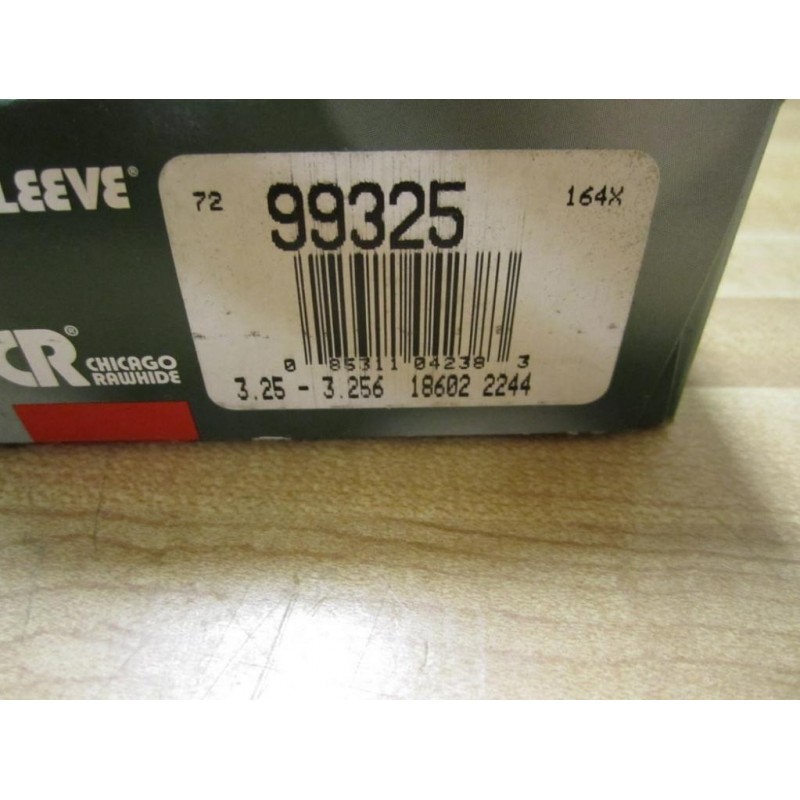 LEEVE®
72 99325 164X
0 85311 04238 3
3.25 - 3.256 18602 2244
CR® CHICAGO
RAWHIDE